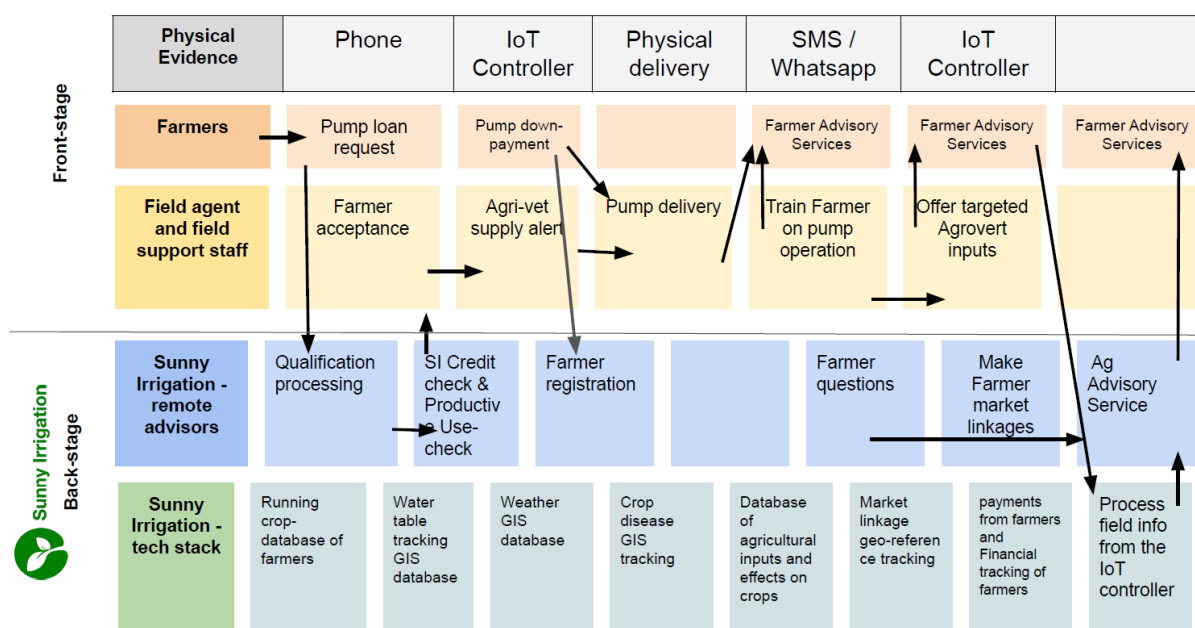 Physical
Evidence
Phone
IoT
Controller
Physical
delivery
SMS /
Whatsapp
IoT
Controller
Front-stage
Farmers
Pump loan
request
Pump down-
payment
Farmer Advisory
Services
Farmer Advisory
Services
Farmer Advisory
Services
Field agent
and field
support staff
Farmer
acceptance
Agri-vet
supply alert
Pump delivery
Train Farmer
on pump
operation
Offer targeted
Agrovert
inputs
Sunny Irrigation
Back-stage
Sunny
Irrigation -
remote
advisors
Qualification
processing
SI Credit
check &
Productiv
e Use-
check
Farmer
registration
Farmer
questions
Make
Farmer
market
linkages
Ag
Advisory
Service
Sunny
Irrigation -
tech stack
Running
crop-
database of
farmers
Water
table
tracking
GIS
database
Weather
GIS
database
Crop
disease
GIS
tracking
Database
of
agricultural
inputs and
effects on
crops
Market
linkage
geo-referen
ce tracking
payments
from farmers
and
Financial
tracking of
farmers
Process
field info
from the
IoT
controller